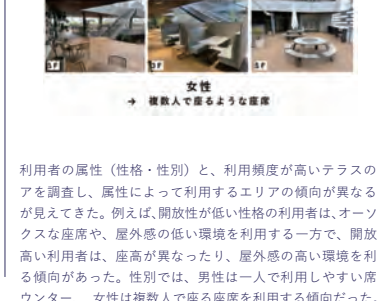 1F
3F
1F
女性
→ 複数人で座るような座席
利用者の属性（性格・性別）と、利用頻度が高いテラスの
アを調査し、属性によって利用するエリアの傾向が異なる
が見えてきた。例えば、開放性が低い性格の利用者は、オーソ
クスな座席や、屋外感の低い環境を利用する一方で、開放
高い利用者は、座高が異なったり、屋外感の高い環境を利
る傾向があった。性別では、男性は一人で利用しやすい席
ウンター、女性は複数人で座る座席を利用する傾向だった